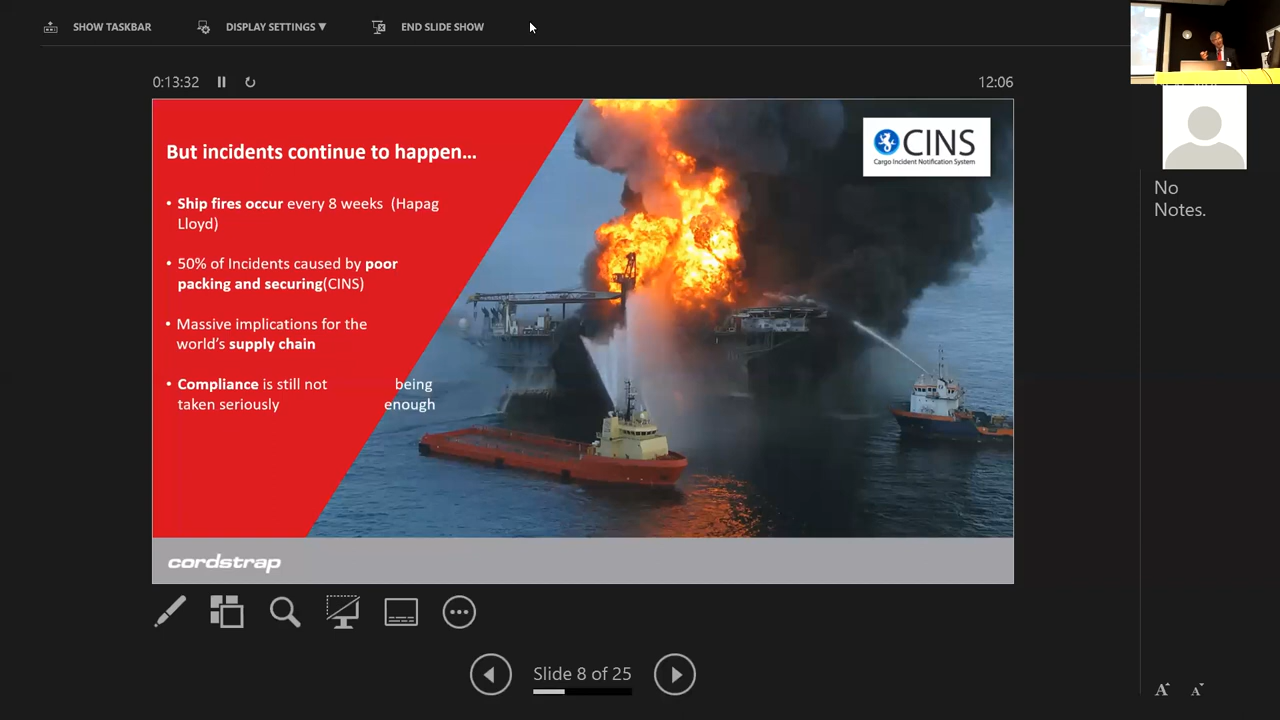 SHOW TASKBAR
DISPLAY SETTINGS ▼
END SLIDE SHOW
0:13:32
12:06
But incidents continue to happen...
CINS
Cargo Incident Notification System
• Ship fires occur every 8 weeks (Hapag
Lloyd)
• 50% of Incidents caused by poor
packing and securing(CINS)
• Massive implications for the
world's supply chain
• Compliance is still not being
taken seriously enough
cordstrap
No
Notes.
Slide 8 of 25
A
A